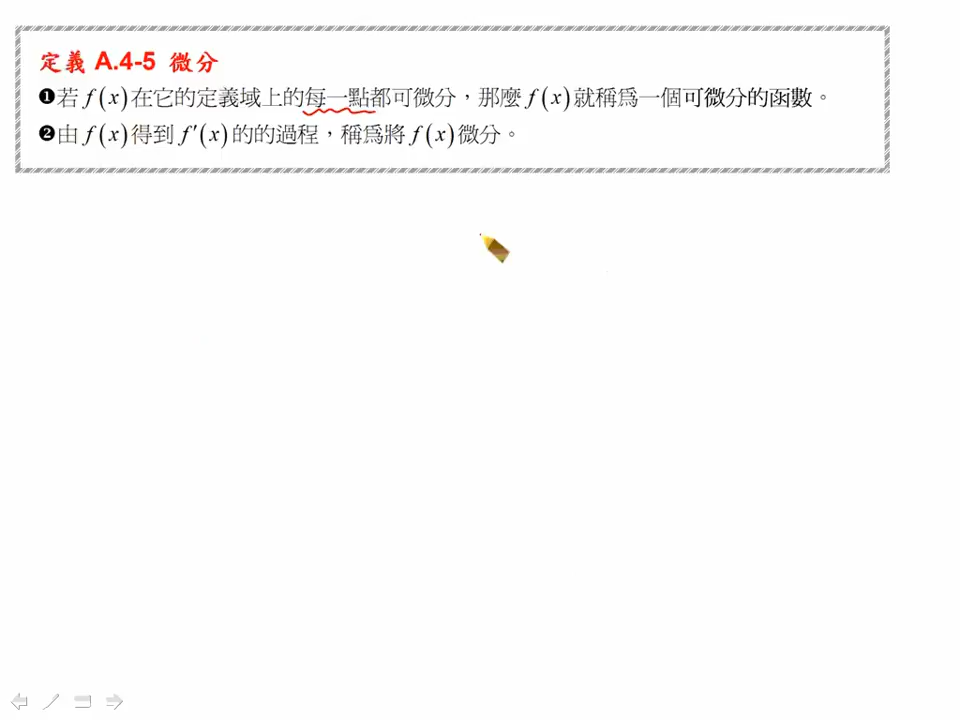 定義 A.4-5 微分
❶若 f(x) 在它的定義域上的每一點都可微分，那麼 f(x) 就稱為一個可微分的函數。
❷由 f(x) 得到 f′(x) 的的過程，稱為將 f(x) 微分。